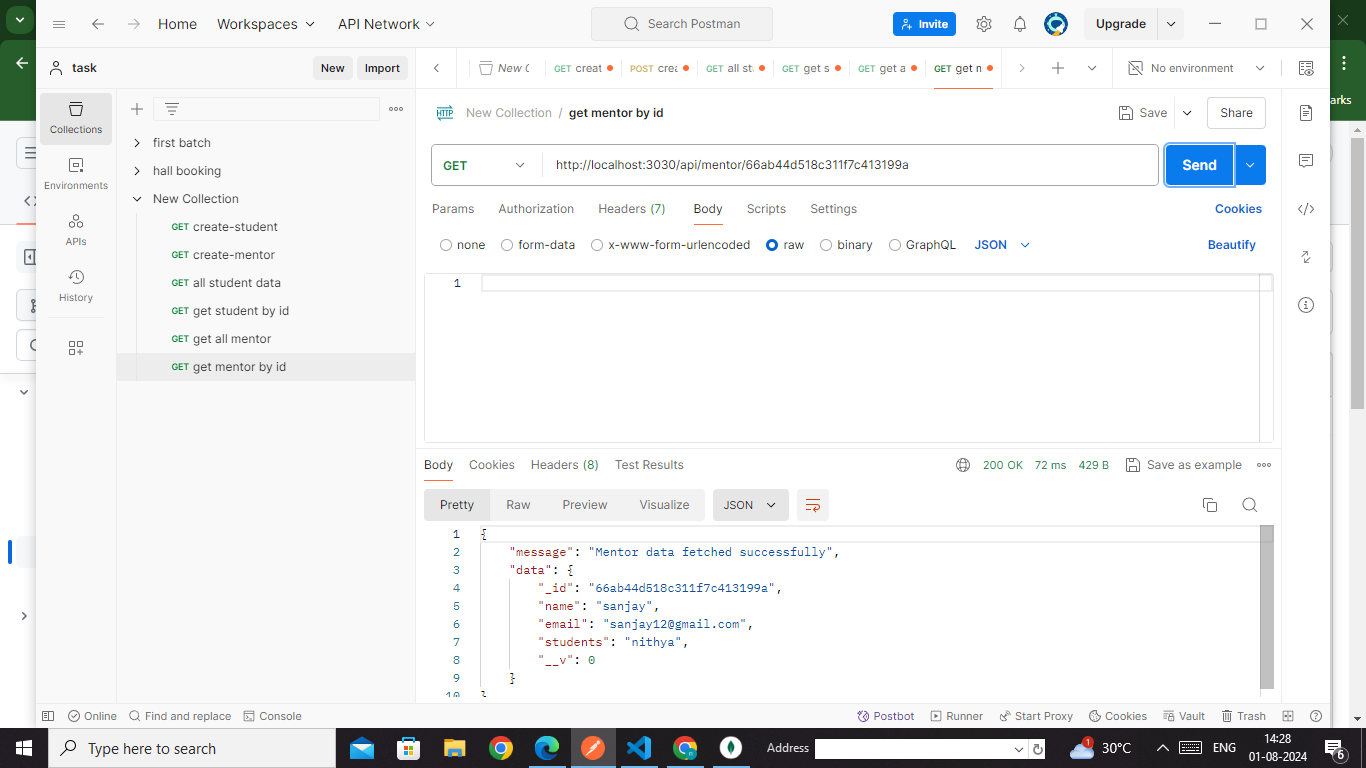 Home Workspaces API Network Search Postman Invite Upgrade
task New Import New C GET creat POST crea GET all st GET get s GET get a GET get n No environment
arks
Collections
Environments
APIs
History
first batch
hall booking
New Collection
GET create-student
GET create-mentor
GET all student data
GET get student by id
GET get all mentor
GET get mentor by id
HTTP New Collection / get mentor by id Save Share
GET http://localhost:3030/api/mentor/66ab44d518c311f7c413199a Send
Params Authorization Headers (7) Body Scripts Settings Cookies
none form-data x-www-form-urlencoded raw binary GraphQL JSON Beautify
1
Body Cookies Headers (8) Test Results 200 OK 72 ms 429 B Save as example
Pretty Raw Preview Visualize JSON
1 {
2 "message": "Mentor data fetched successfully",
3 "data": {
4 "_id": "66ab44d518c311f7c413199a",
5 "name": "sanjay",
6 "email": "sanjay12@gmail.com",
7 "students": "nithya",
8 "__v": 0
9 }
10 }
Online Find and replace Console Postbot Runner Start Proxy Cookies Vault Trash
Type here to search Address 1 30°C ENG 14:28
01-08-2024 6